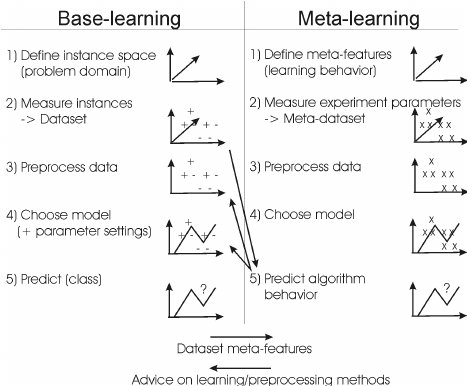 Base-learning
1) Define instance space
(problem domain)
2) Measure instances
-> Dataset
+
+ + -
- -
3) Preprocess data
+
+ + -
- -
4) Choose model
(+ parameter settings)
+
+ - + -
- -
5) Predict (class)
?
Meta-learning
1) Define meta-features
(learning behavior)
2) Measure experiment parameters
-> Meta-dataset
x
x x x x
x x
3) Preprocess data
x
x x x x
x x
4) Choose model
x
x x x x
x x
5) Predict algorithm
behavior
?
Dataset meta-features
Advice on learning/preprocessing methods